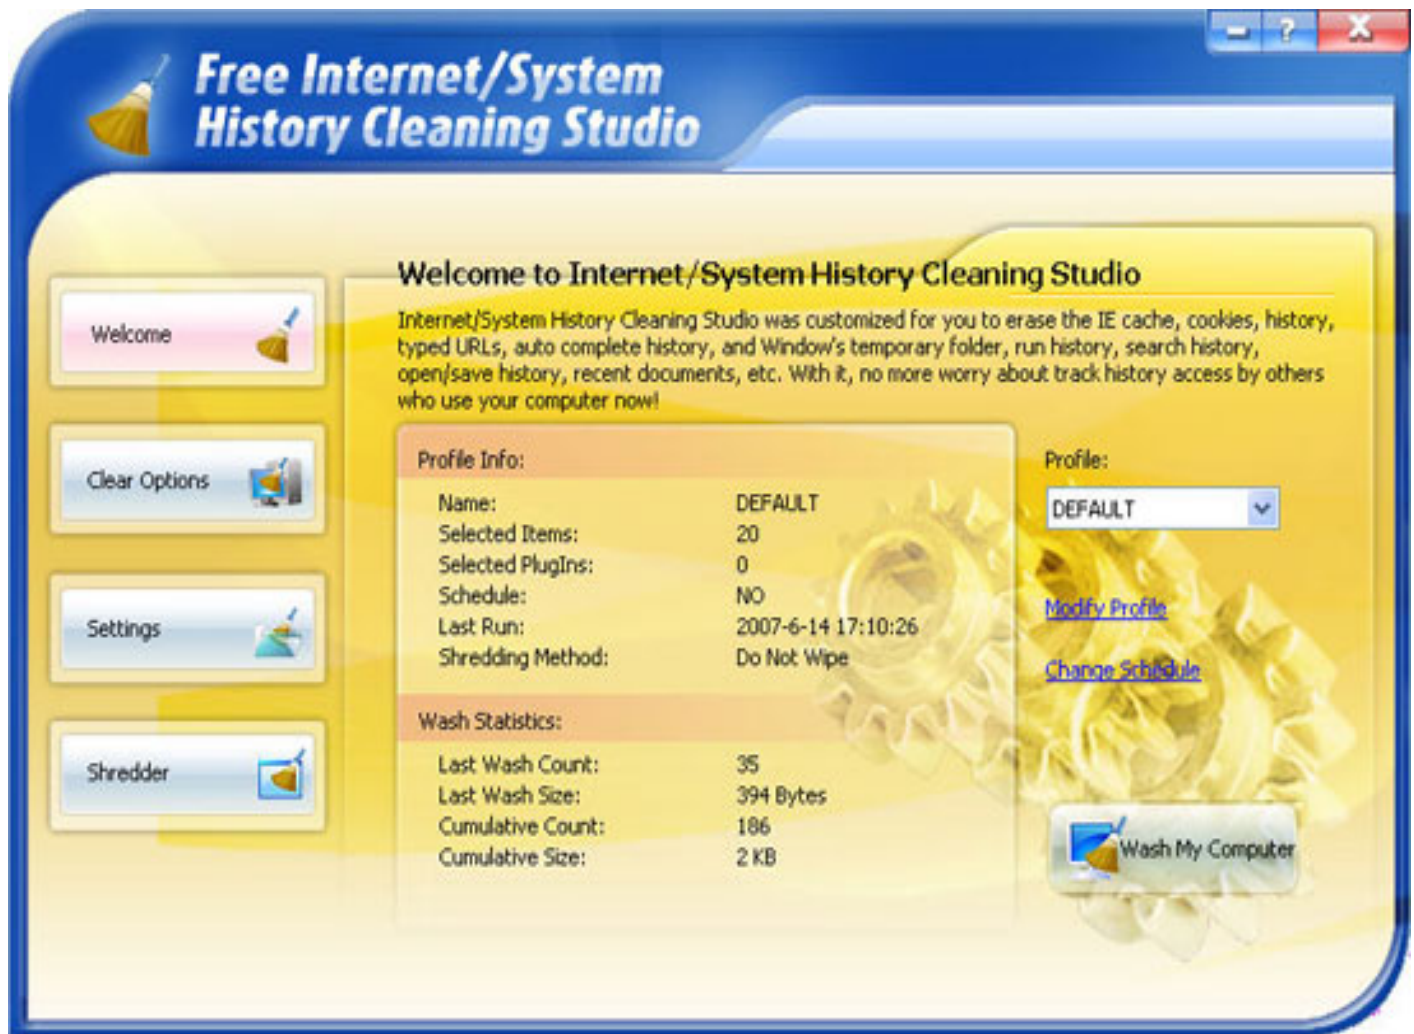 Free Internet/System
History Cleaning Studio
?
X
Welcome to Internet/System History Cleaning Studio
Internet/System History Cleaning Studio was customized for you to erase the IE cache, cookies, history,
typed URLs, auto complete history, and Window's temporary folder, run history, search history,
open/save history, recent documents, etc. With it, no more worry about track history access by others
who use your computer now!
Welcome
Clear Options
Settings
Shredder
Profile Info:
Name: DEFAULT
Selected Items: 20
Selected PlugIns: 0
Schedule: NO
Last Run: 2007-6-14 17:10:26
Shredding Method: Do Not Wipe
Wash Statistics:
Last Wash Count: 35
Last Wash Size: 394 Bytes
Cumulative Count: 186
Cumulative Size: 2 KB
Profile:
DEFAULT
Modify Profile
Change Schedule
Wash My Computer